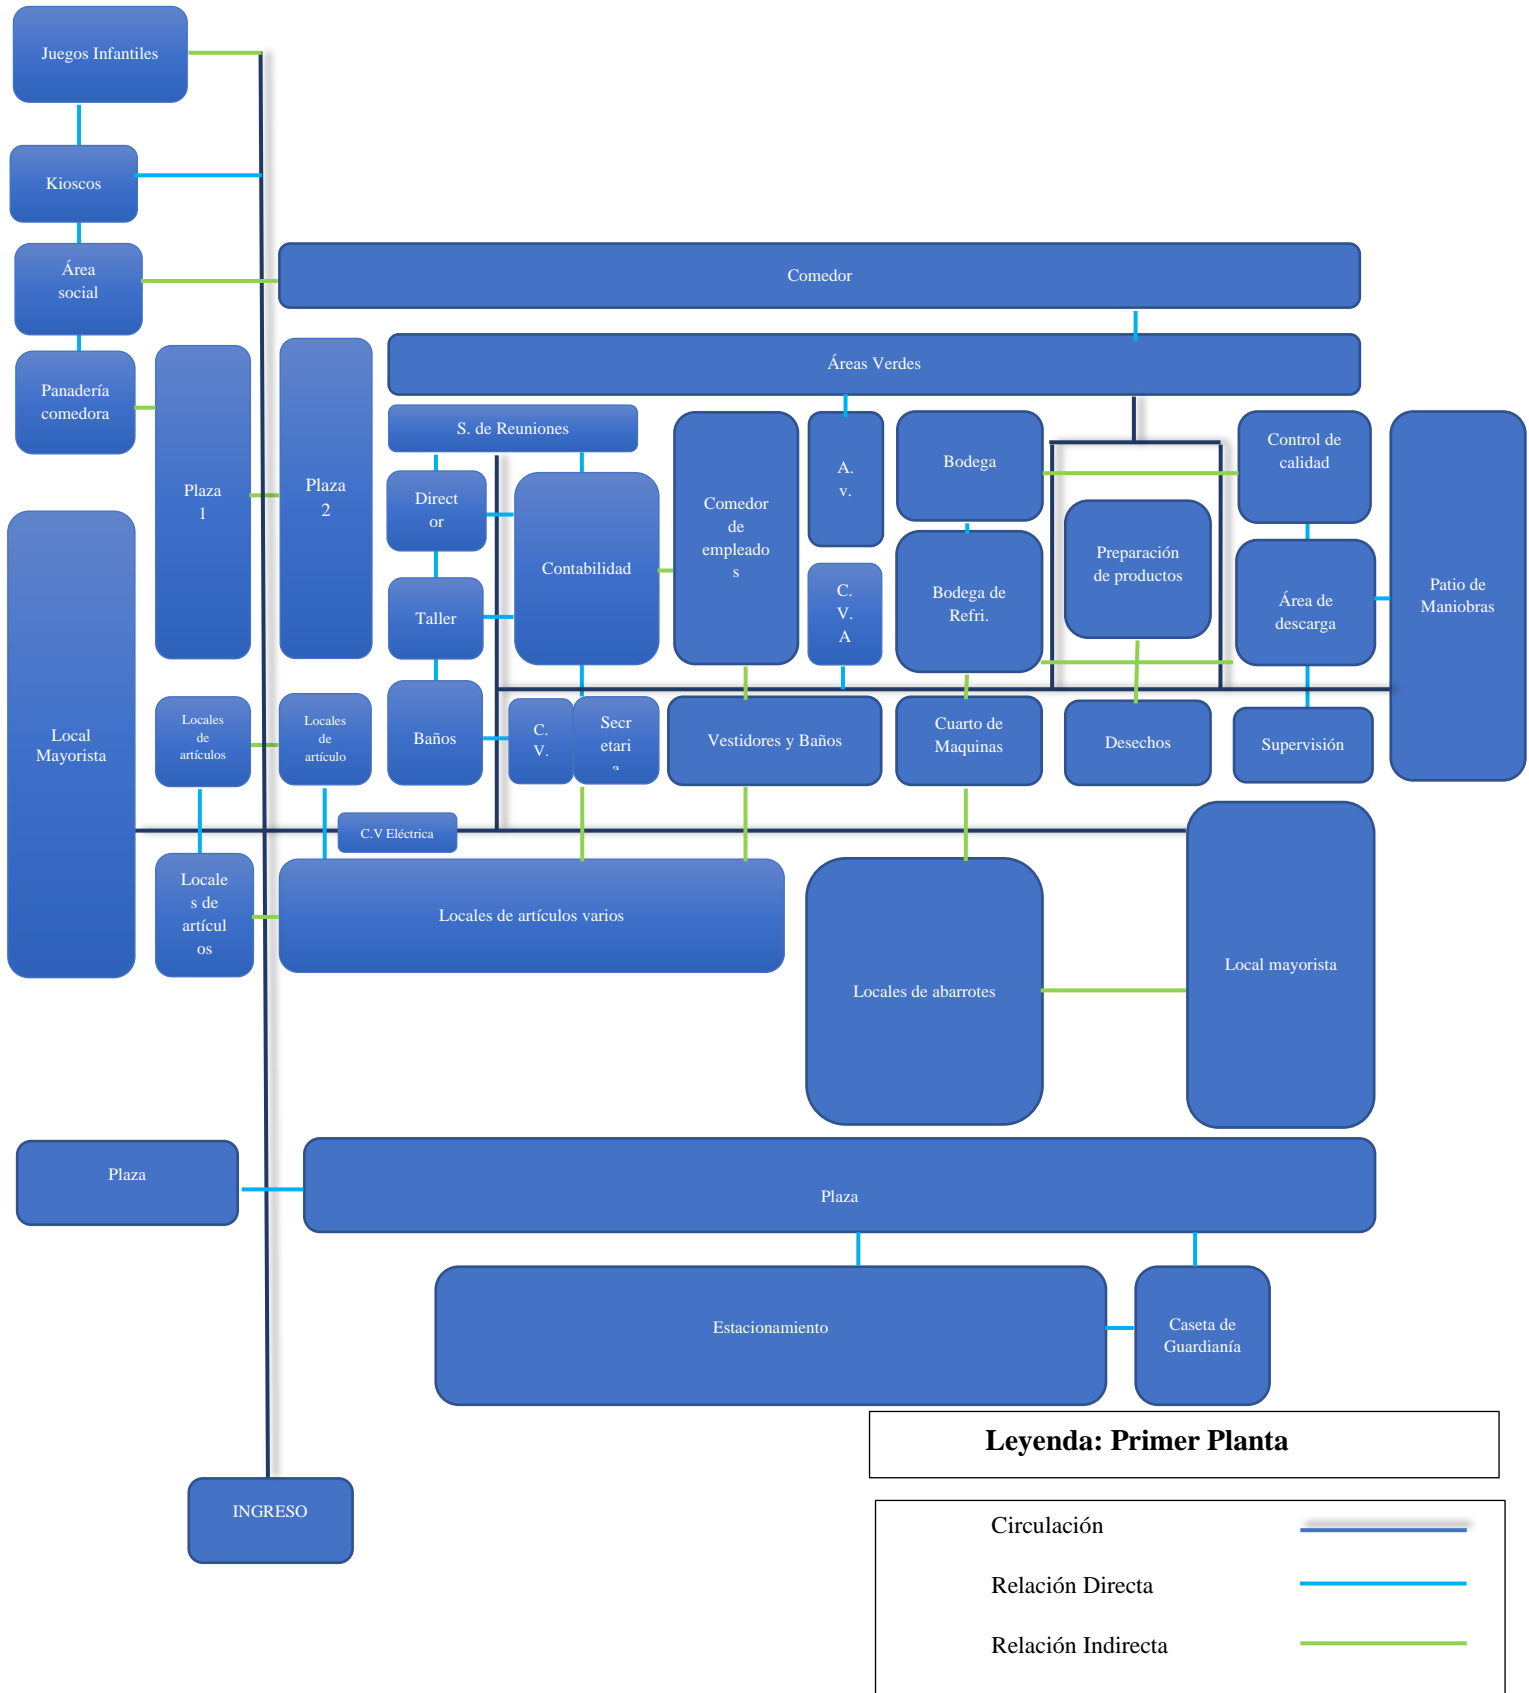 Juegos Infantiles
Kioscos
Área
social
Comedor
Panadería
comedora
Plaza
1
Plaza
2
Áreas Verdes
S. de Reuniones
Direct
or
Contabilidad
Taller
Comedor
de
emplead o
s
A.
v.
C.
V.
A
Bodega
Bodega de
Refri.
Preparación
de productos
Control de
calidad
Área de
descarga
Patio de
Maniobras
Local
Mayorista
Locales
de
artículos
Locales
de
artículo
Baños
C.
V.
Secr
etari
a
Vestidores y Baños
Cuarto de
Maquinas
Desechos
Supervisión
C.V Eléctrica
Locale
s de
artícul
os
Locales de artículos varios
Locales de abarrotes
Local mayorista
Plaza
Plaza
Estacionamiento
Caseta de
Guardianía
INGRESO
Leyenda: Primer Planta
Circulación
Relación Directa
Relación Indirecta